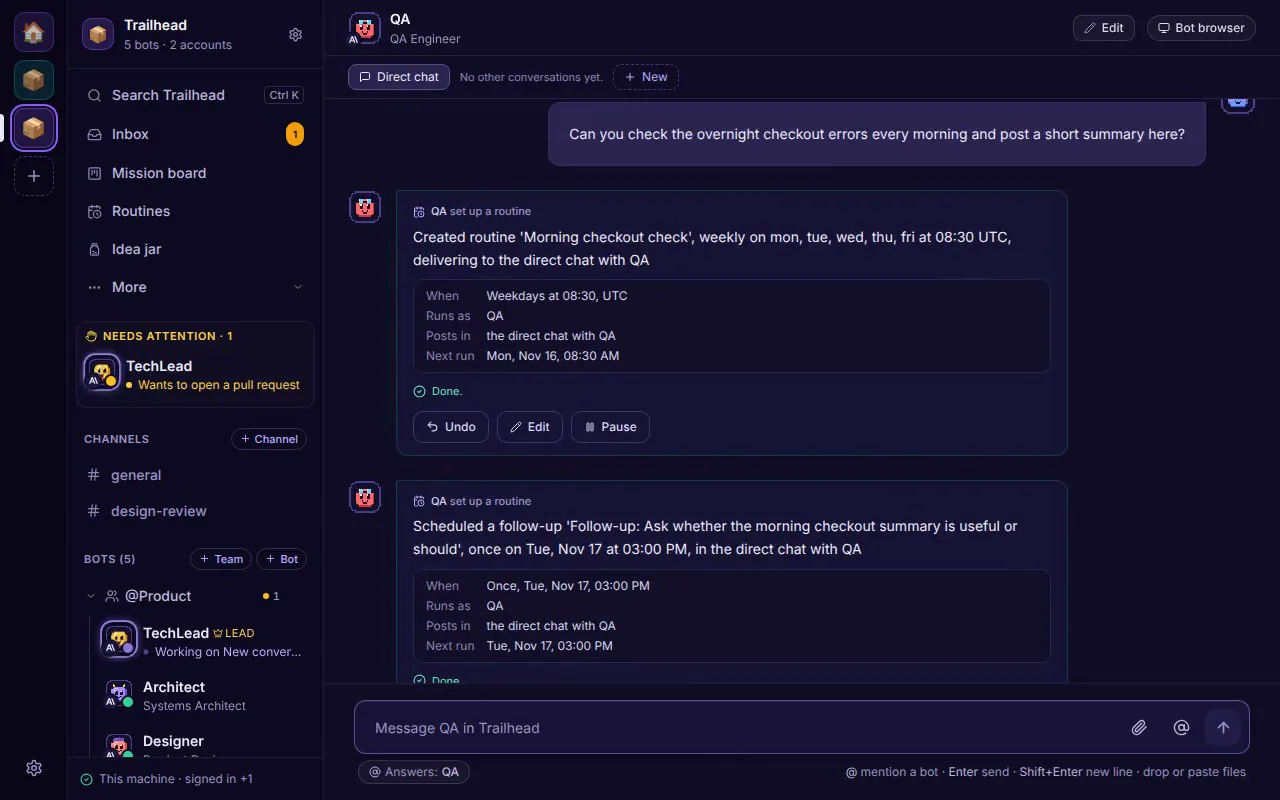 Trailhead
5 bots · 2 accounts
Search Trailhead
Ctrl K
Inbox
1
Mission board
Routines
Idea jar
More
NEEDS ATTENTION · 1
TechLead
Wants to open a pull request
CHANNELS
+ Channel
# general
# design-review
BOTS (5)
+ Team
+ Bot
@Product
1
TechLead
LEAD
Working on New conver...
Architect
Systems Architect
Designer
This machine · signed in +1
QA
QA Engineer
Edit
Bot browser
Direct chat
No other conversations yet.
+ New
Can you check the overnight checkout errors every morning and post a short summary here?
QA set up a routine
Created routine 'Morning checkout check', weekly on mon, tue, wed, thu, fri at 08:30 UTC,
delivering to the direct chat with QA
When Weekdays at 08:30, UTC
Runs as QA
Posts in the direct chat with QA
Next run Mon, Nov 16, 08:30 AM
Done.
Undo
Edit
Pause
QA set up a routine
Scheduled a follow-up 'Follow-up: Ask whether the morning checkout summary is useful or
should', once on Tue, Nov 17 at 03:00 PM, in the direct chat with QA
When Once, Tue, Nov 17, 03:00 PM
Runs as QA
Posts in the direct chat with QA
Next run Tue, Nov 17, 03:00 PM
Done.
Message QA in Trailhead
@ Answers: QA
@ mention a bot · Enter send · Shift+Enter new line · drop or paste files